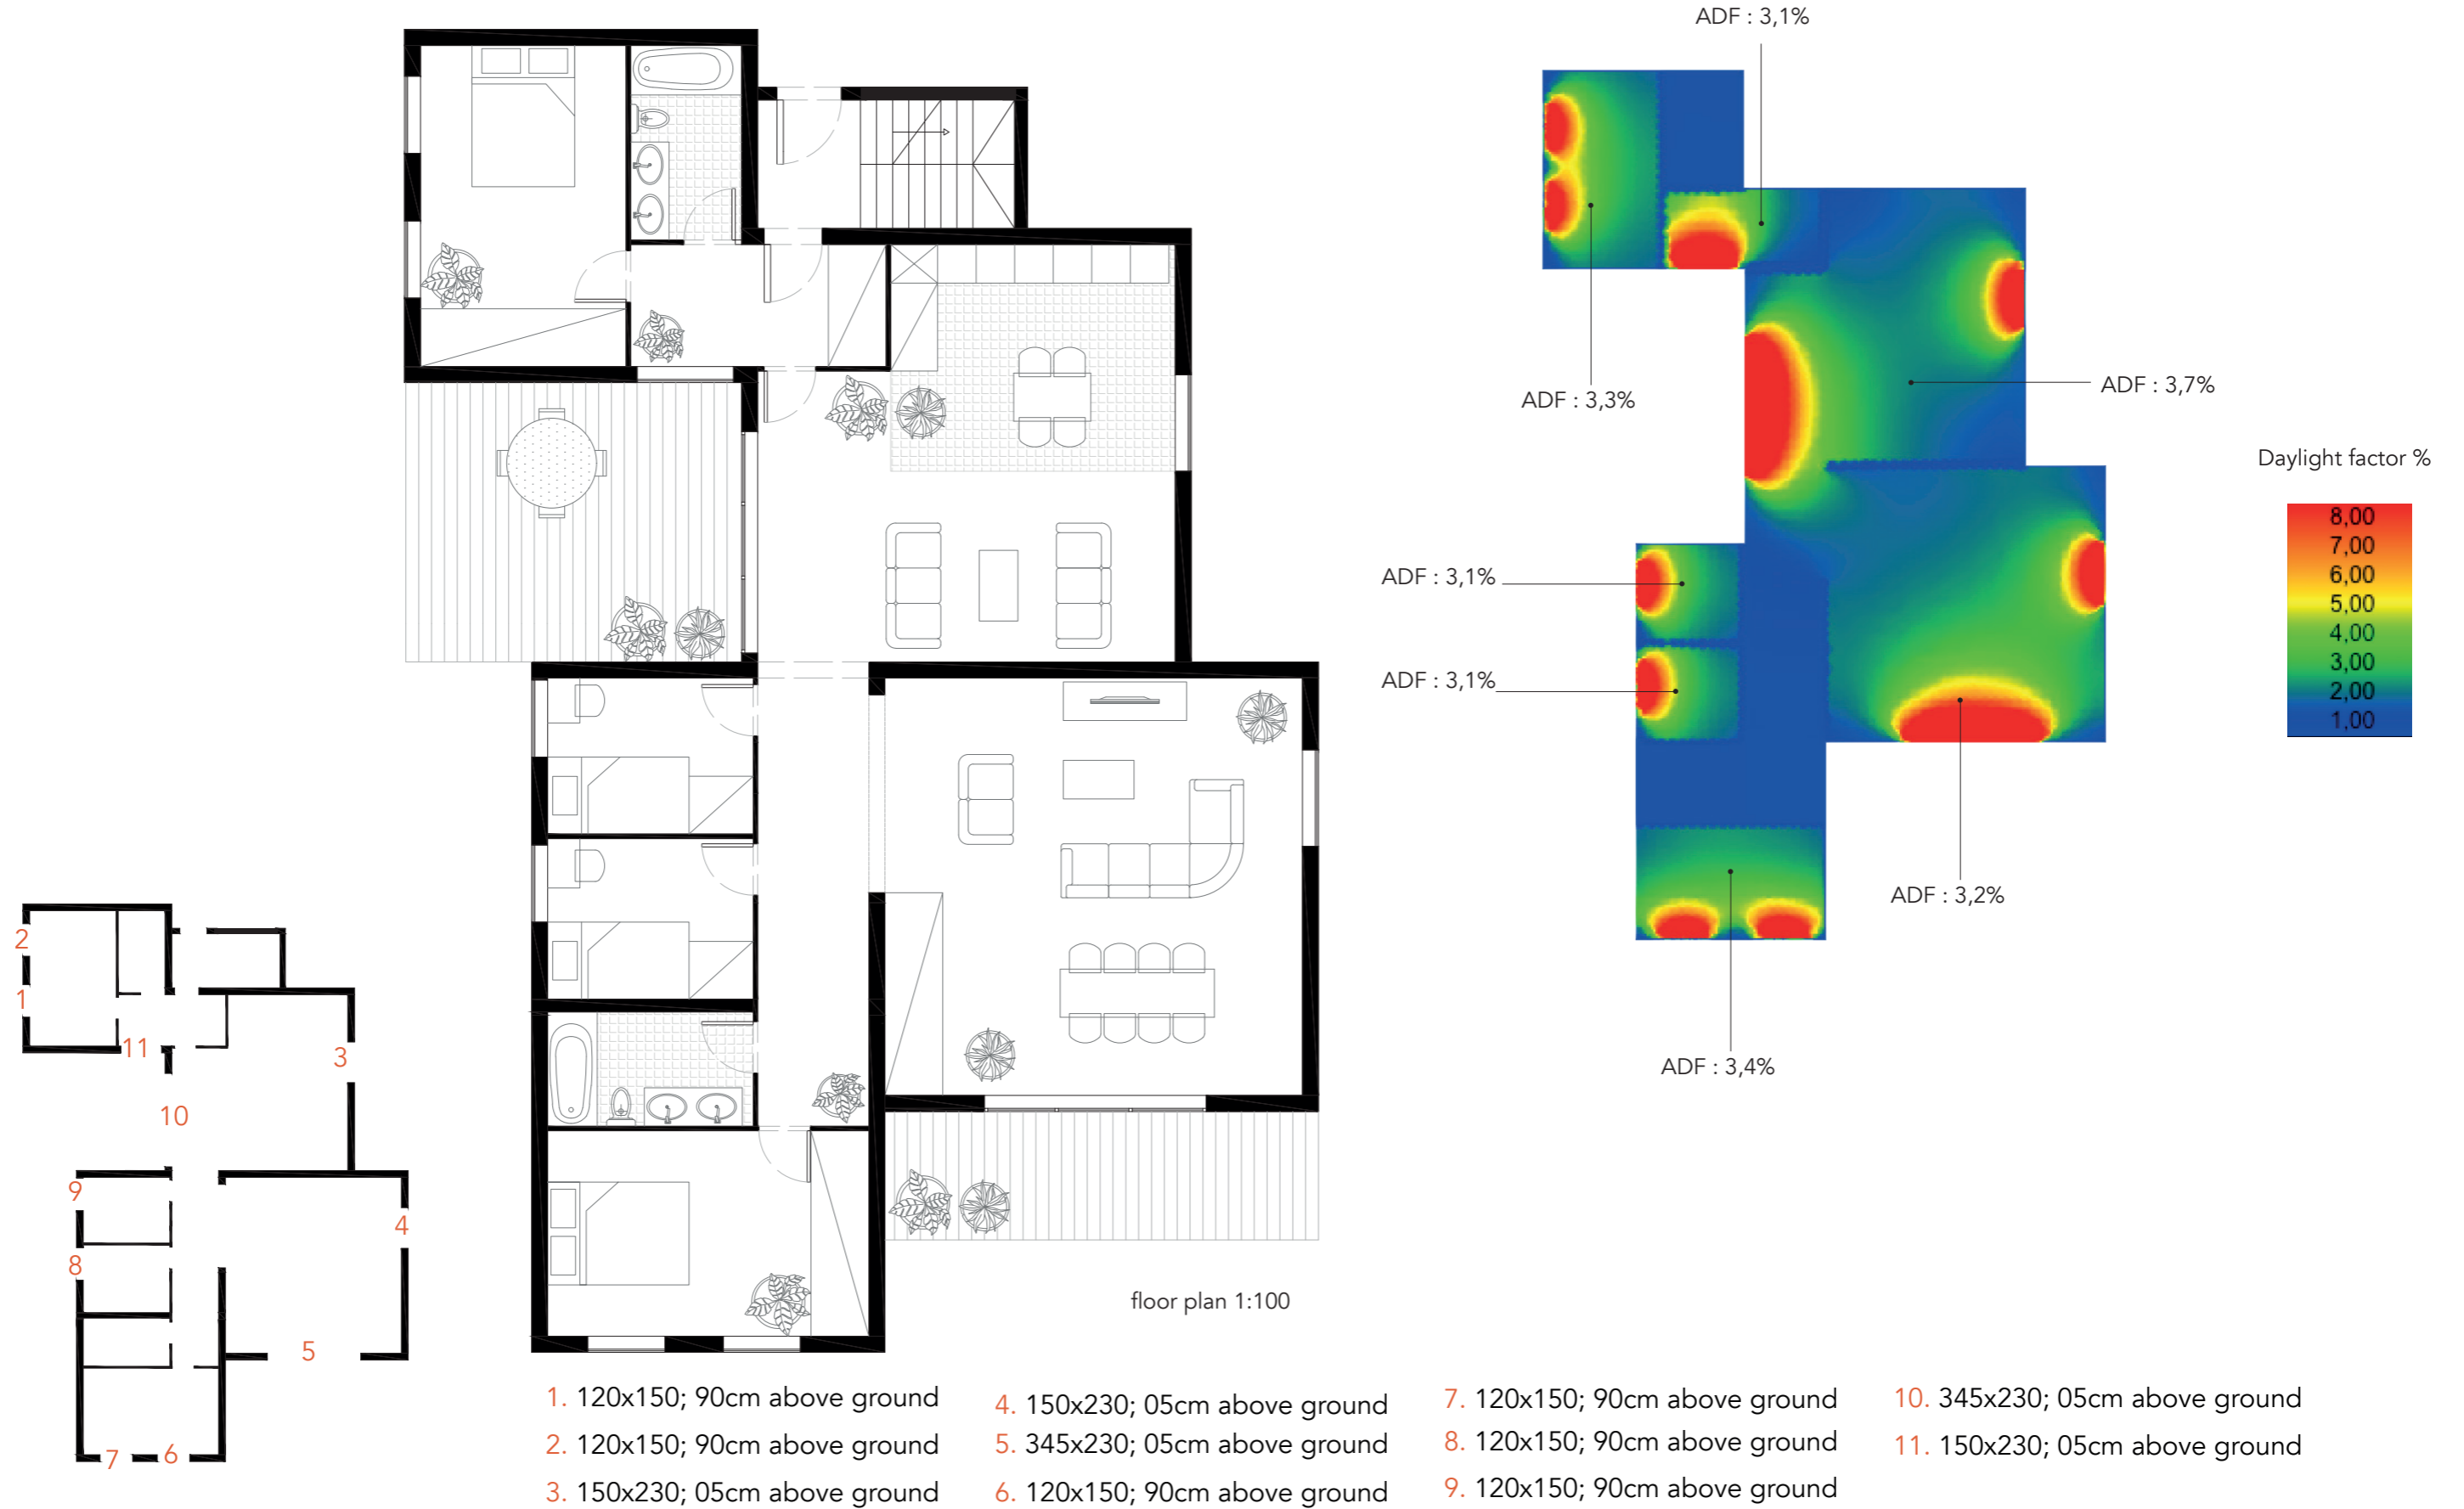 ADF : 3,1%
ADF : 3,3%
ADF : 3,7%
Daylight factor %
8,00
7,00
6,00
5,00
4,00
3,00
2,00
1,00
ADF : 3,1%
ADF : 3,1%
ADF : 3,2%
ADF : 3,4%
2
1
11
3
10
9
4
8
5
7
6
floor plan 1:100
1. 120x150; 90cm above ground
2. 120x150; 90cm above ground
3. 150x230; 05cm above ground
4. 150x230; 05cm above ground
5. 345x230; 05cm above ground
6. 120x150; 90cm above ground
7. 120x150; 90cm above ground
8. 120x150; 90cm above ground
9. 120x150; 90cm above ground
10. 345x230; 05cm above ground
11. 150x230; 05cm above ground